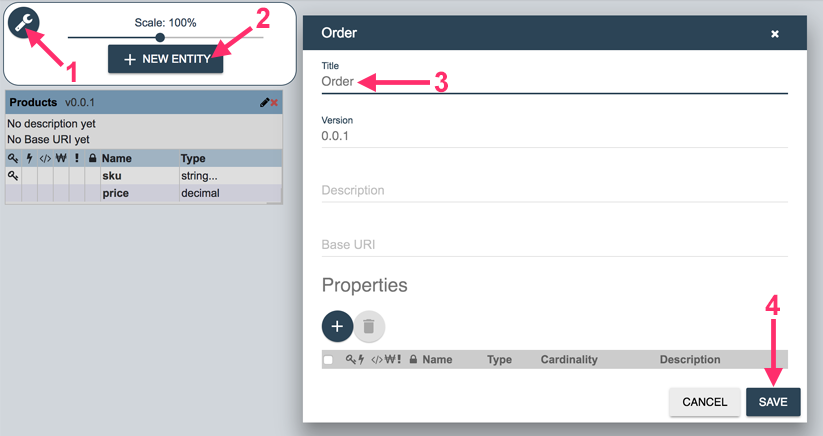 Scale: 100%
+ NEW ENTITY
1
2
Products v0.0.1
No description yet
No Base URI yet
</> ₩ ! Name Type
sku string...
price decimal
Order ×
Title
Order
3
Version
0.0.1
Description
Base URI
Properties
+
4
</> ₩ ! Name Type Cardinality Description
CANCEL SAVE